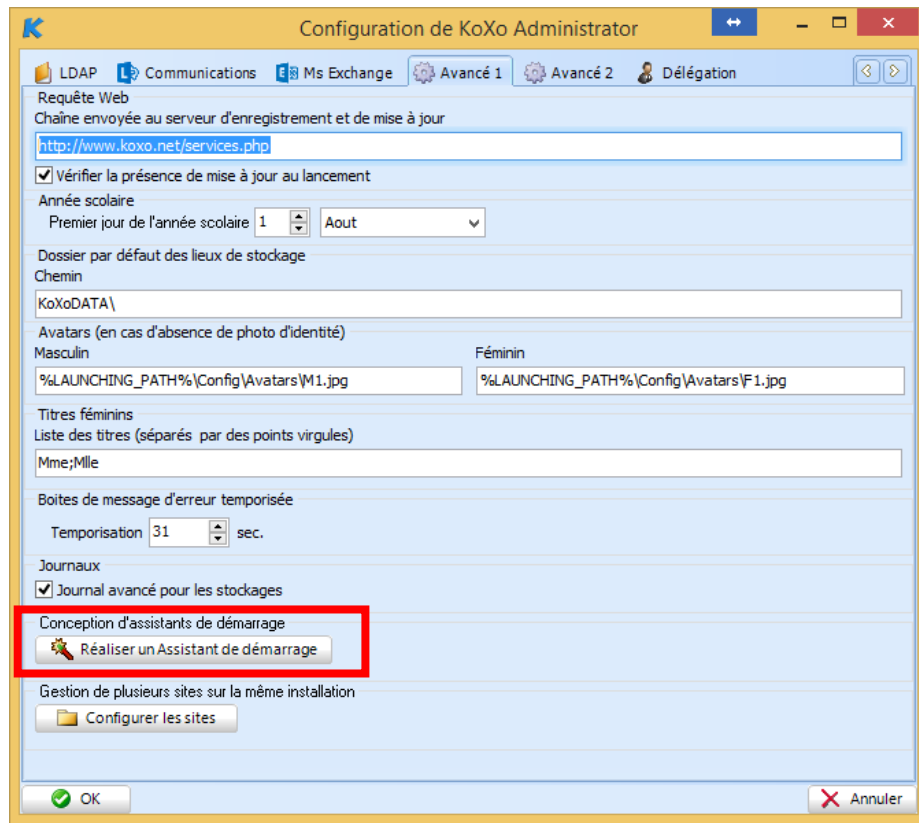 Configuration de KoXo Administrator
LDAP Communications Ms Exchange Avancé 1 Avancé 2 Délégation
Requête Web
Chaîne envoyée au serveur d'enregistrement et de mise à jour
http://www.koxo.net/services.php
Vérifier la présence de mise à jour au lancement
Année scolaire
Premier jour de l'année scolaire 1 Aout
Dossier par défaut des lieux de stockage
Chemin
KoXoDATA\
Avatars (en cas d'absence de photo d'identité)
Masculin Féminin
%LAUNCHING_PATH%\Config\Avatars\M1.jpg %LAUNCHING_PATH%\Config\Avatars\F1.jpg
Titres féminins
Liste des titres (séparés par des points virgules)
Mme;Mlle
Boites de message d'erreur temporisée
Temporisation 31 sec.
Journaux
Journal avancé pour les stockages
Conception d'assistants de démarrage
Réaliser un Assistant de démarrage
Gestion de plusieurs sites sur la même installation
Configurer les sites
OK Annuler